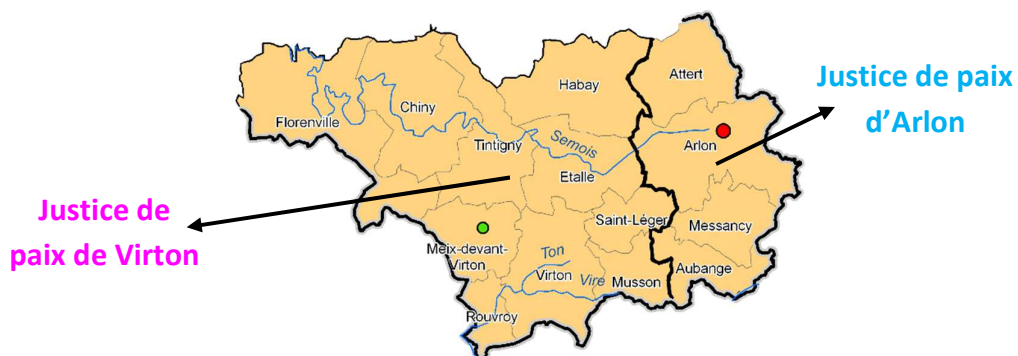 Habay
Attert
Justice de paix
d’Arlon
Chiny
Florenville
Semois
Tintigny
Arlon
Etalle
Justice de
paix de Virton
Saint-Léger
Messancy
Meix-devant-
Virton
Ton
Virton
Vire
Musson
Aubange
Rouvroy